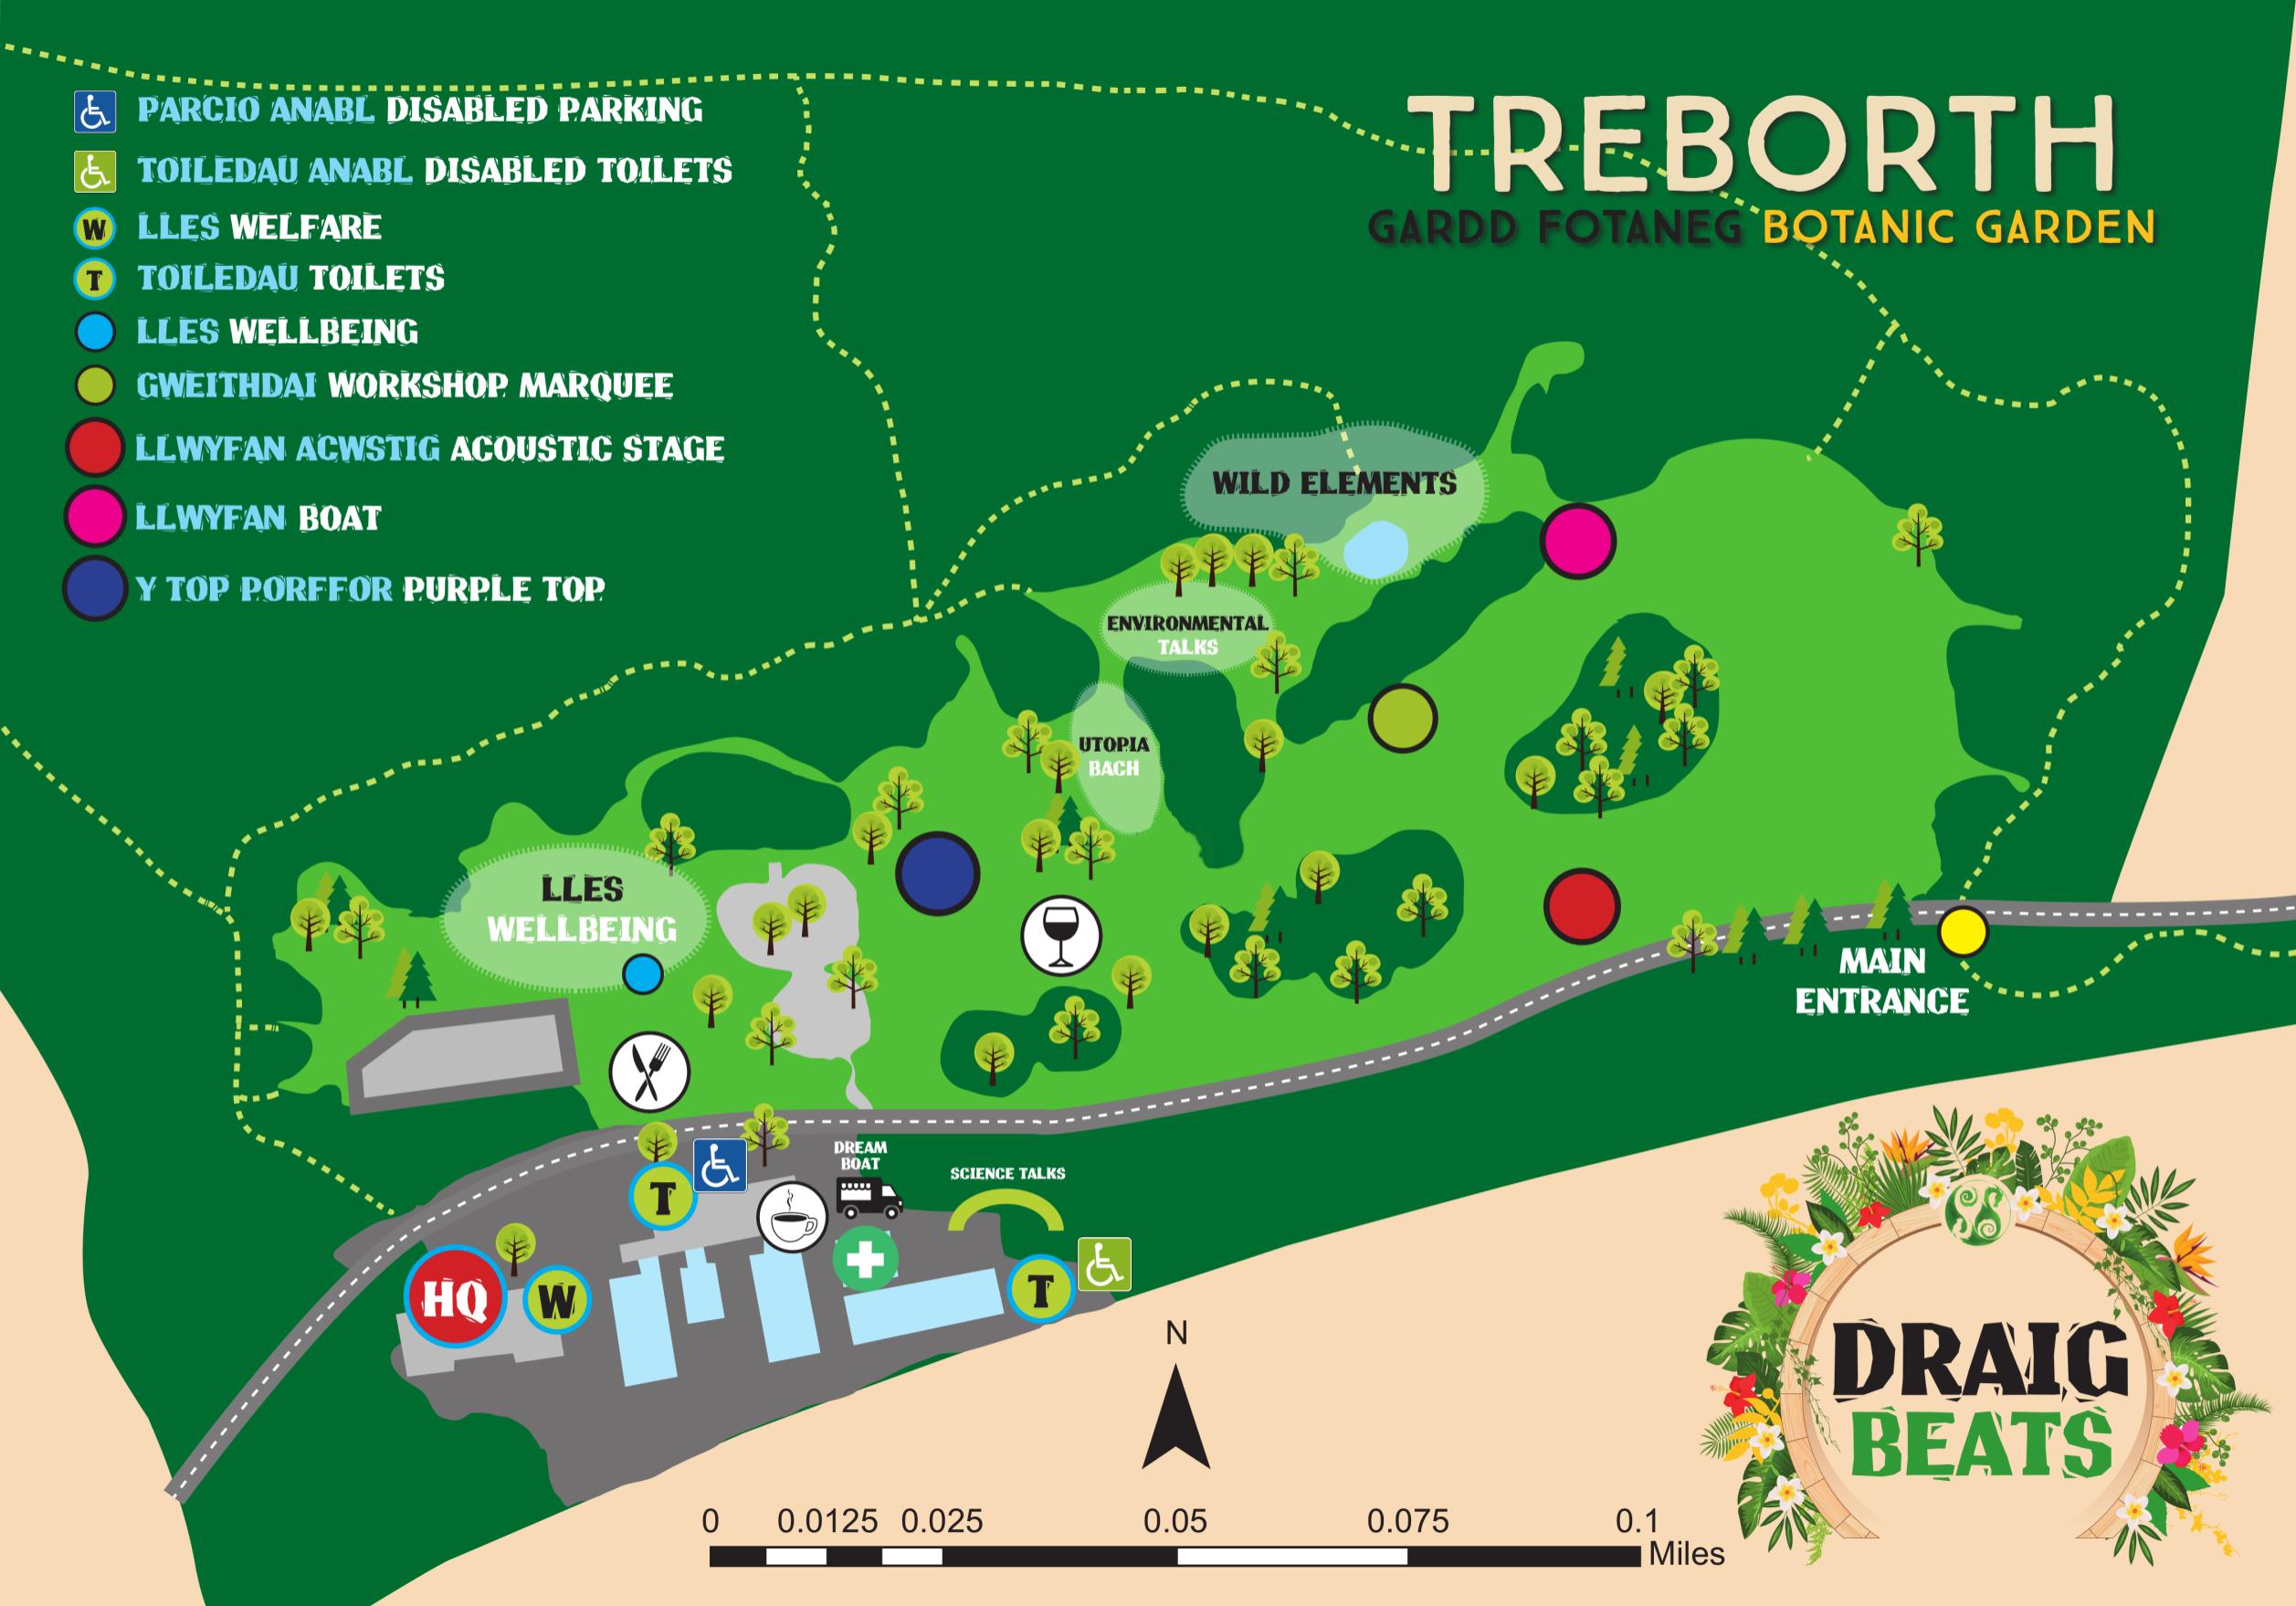 PARCIO ANABL DISABLED PARKING
TOILEDAU ANABL DISABLED TOILETS
W LLES WELFARE
T TOILEDAU TOILETS
LLES WELLBEING
GWEITHDAI WORKSHOP MARQUEE
LLWYFAN ACWSTIG ACOUSTIC STAGE
LLWYFAN BOAT
Y TOP PORFFOR PURPLE TOP
TREBORTH
GARDD FOTANEG BOTANIC GARDEN
WILD ELEMENTS
ENVIRONMENTAL
TALKS
UTOPIA
BACH
LLES
WELLBEING
MAIN
ENTRANCE
DREAM
BOAT
SCIENCE TALKS
T
HQ
W
T
N
0 0.0125 0.025 0.05 0.075 0.1
Miles
DRAIG
BEATS